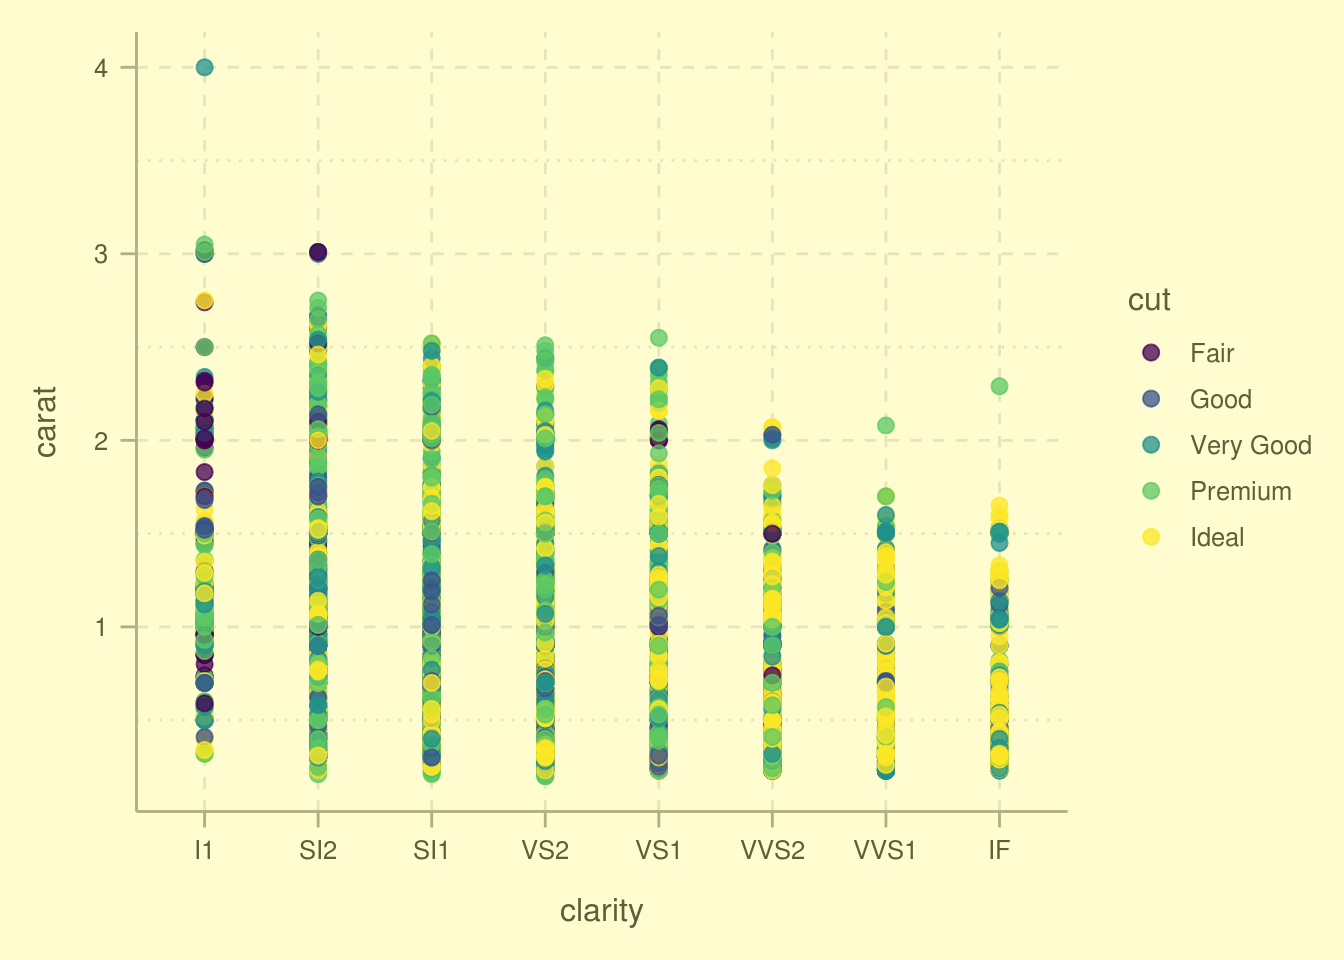 4
3
2
1
carat
I1 SI2 SI1 VS2 VS1 VVS2 VVS1 IF
clarity
cut
Fair
Good
Very Good
Premium
Ideal